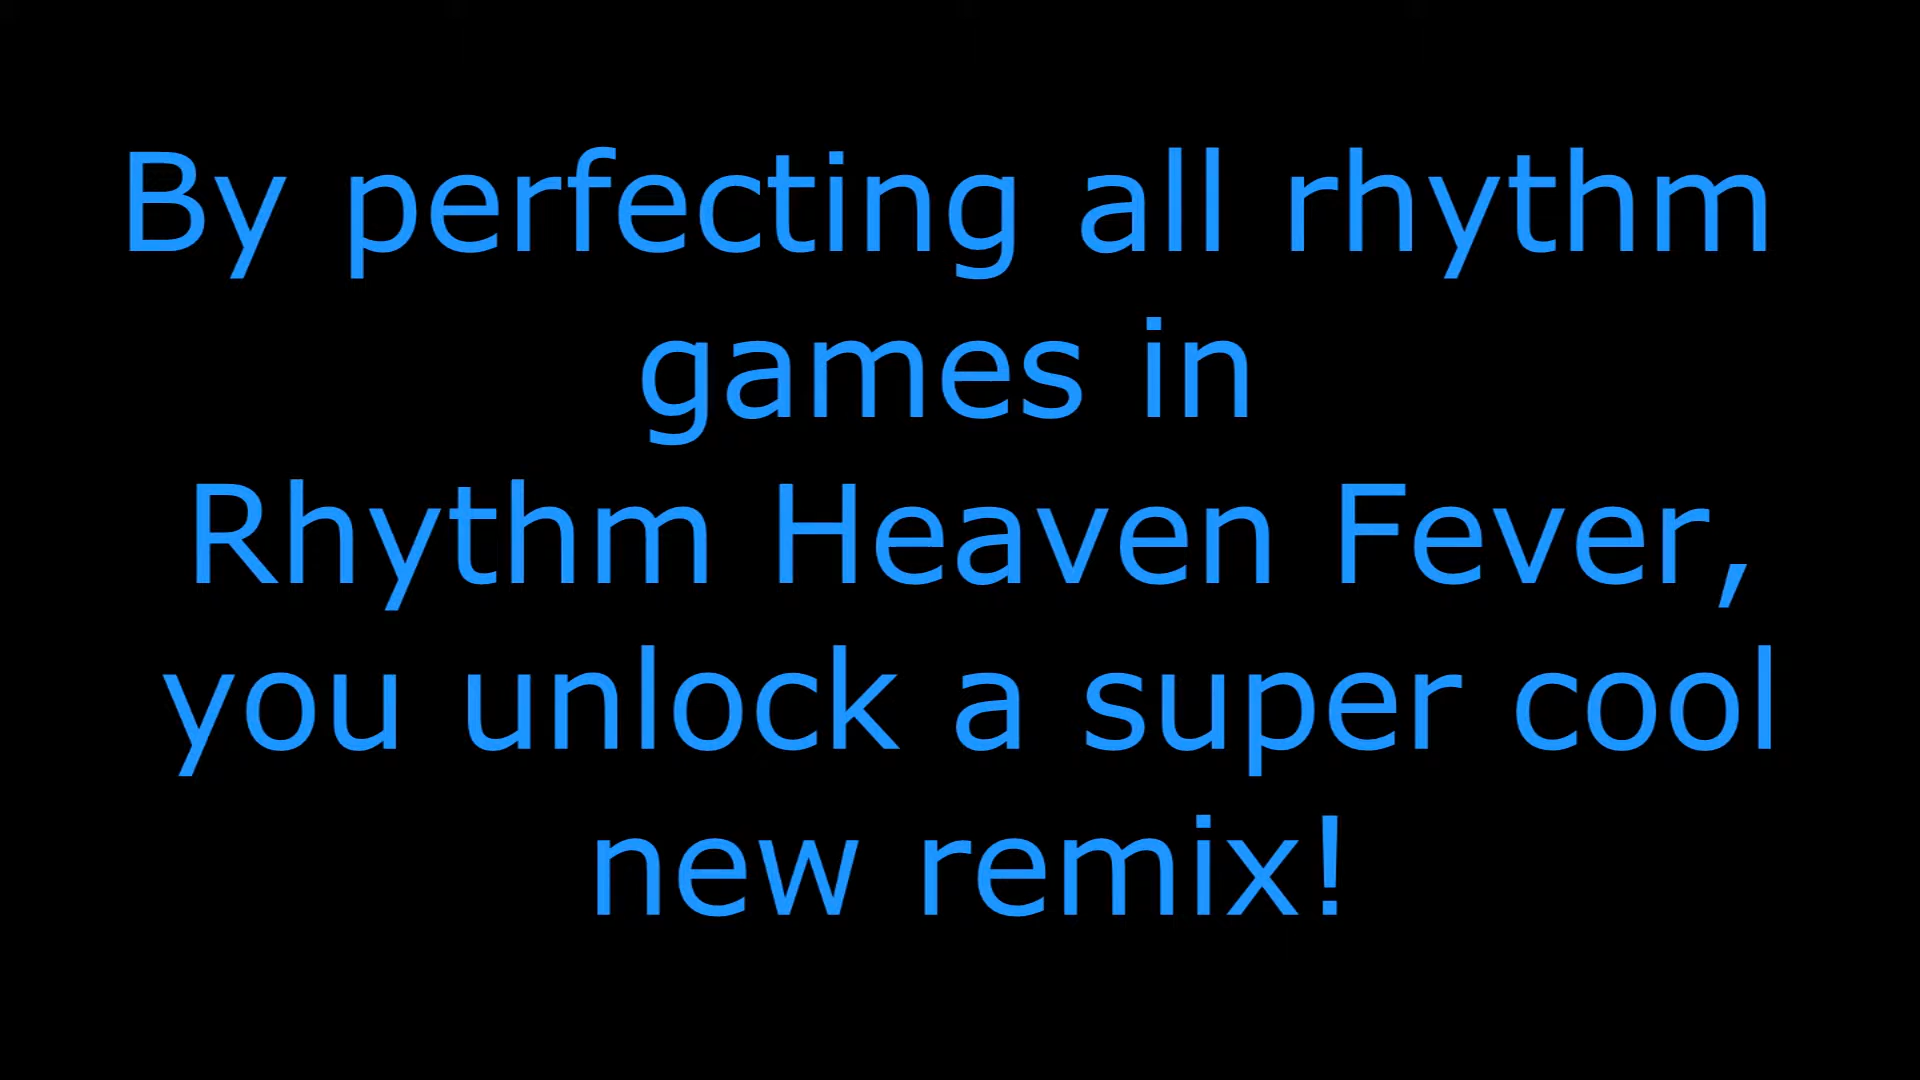 By perfecting all rhythm
games in
Rhythm Heaven Fever,
you unlock a super cool
new remix!